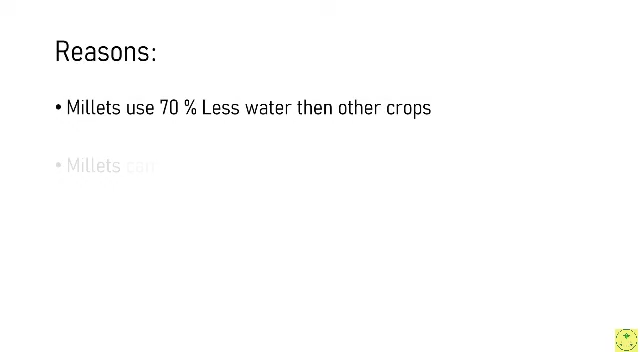 Reasons:
• Millets use 70 % Less water then other crops
• Millets